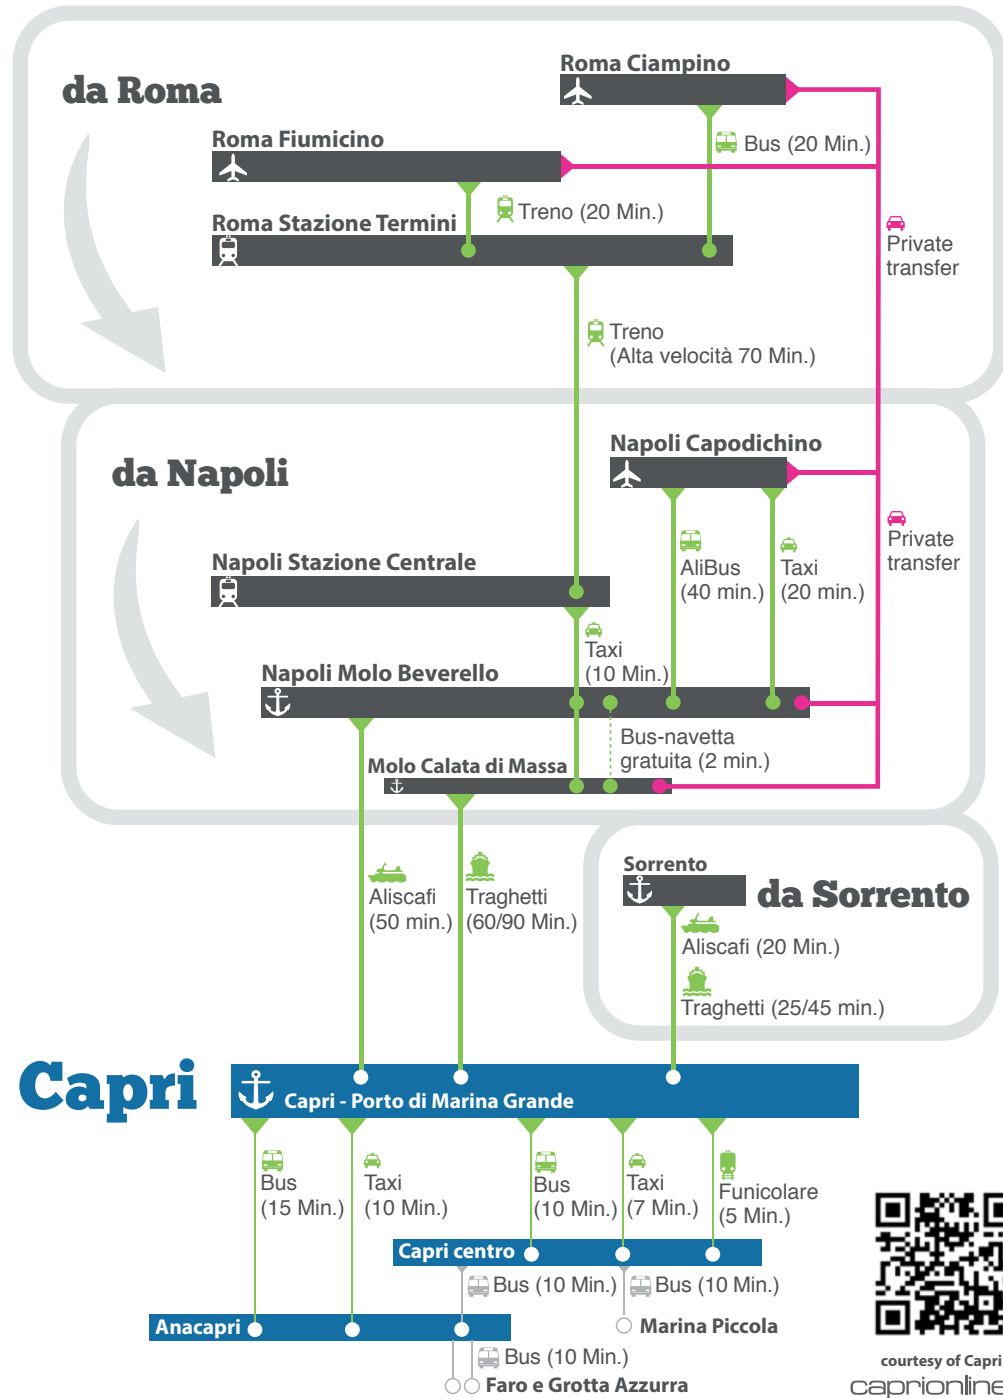 Roma Ciampino
da Roma
Bus (20 Min.)
Roma Fiumicino
Treno (20 Min.)
Roma Stazione Termini
Private
transfer
Treno
(Alta velocità 70 Min.)
Napoli Capodichino
da Napoli
Private
transfer
Napoli Stazione Centrale
AliBus
(40 min.)
Taxi
(20 min.)
Taxi
(10 Min.)
Napoli Molo Beverello
Bus-navetta
gratuita (2 min.)
Molo Calata di Massa
Sorrento
da Sorrento
Aliscafi
(50 min.)
Traghetti
(60/90 Min.)
Aliscafi (20 Min.)
Traghetti (25/45 min.)
Capri
Capri - Porto di Marina Grande
Bus
(15 Min.)
Taxi
(10 Min.)
Bus
(10 Min.)
Taxi
(7 Min.)
Funicolare
(5 Min.)
Capri centro
Bus (10 Min.)
Bus (10 Min.)
Anacapri
Marina Piccola
Bus (10 Min.)
Faro e Grotta Azzurra
courtesy of Capri
caprionline